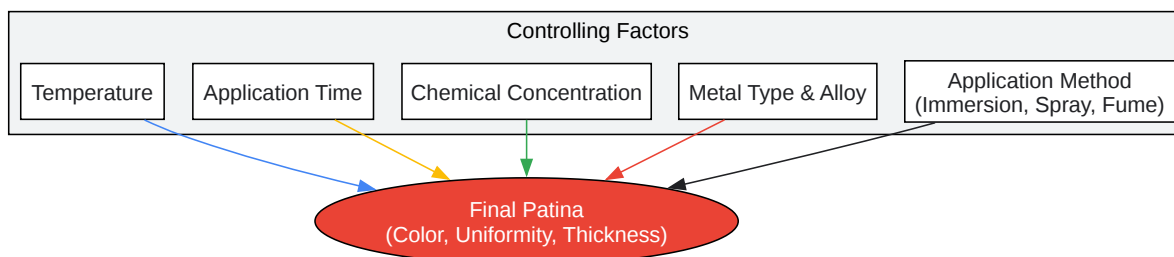 Controlling Factors
Temperature
Application Time
Chemical Concentration
Metal Type & Alloy
Application Method
(Immersion, Spray, Fume)
Final Patina
(Color, Uniformity, Thickness)